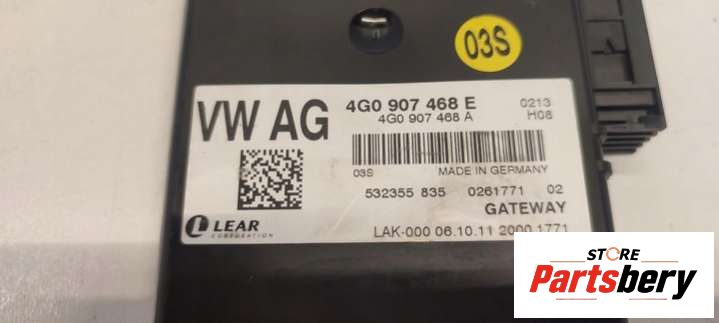 03S
VW AG
4G0 907 468 E 0213
4G0 907 468 A H08
03S MADE IN GERMANY
532355 835 0261771 02
GATEWAY
LEAR
CORPORATION
LAK-000 06.10.11 2000 1771
STORE
Partsbery